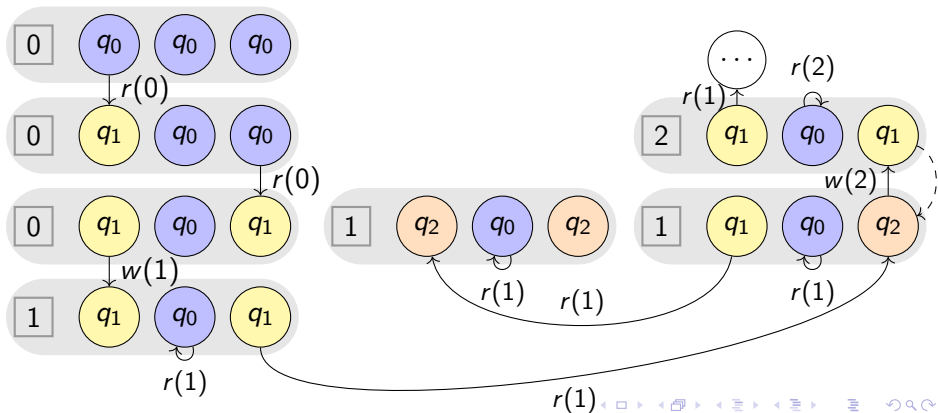 0 q0 q0 q0
r(0)
0 q1 q0 q0
r(0)
0 q1 q0 q1
w(1)
1 q1 q0 q1
r(1)
1 q2 q0 q2
r(1)
r(1)
r(1)
···
r(2)
r(1)
2 q1 q0 q1
w(2)
1 q1 q0 q2
r(1)